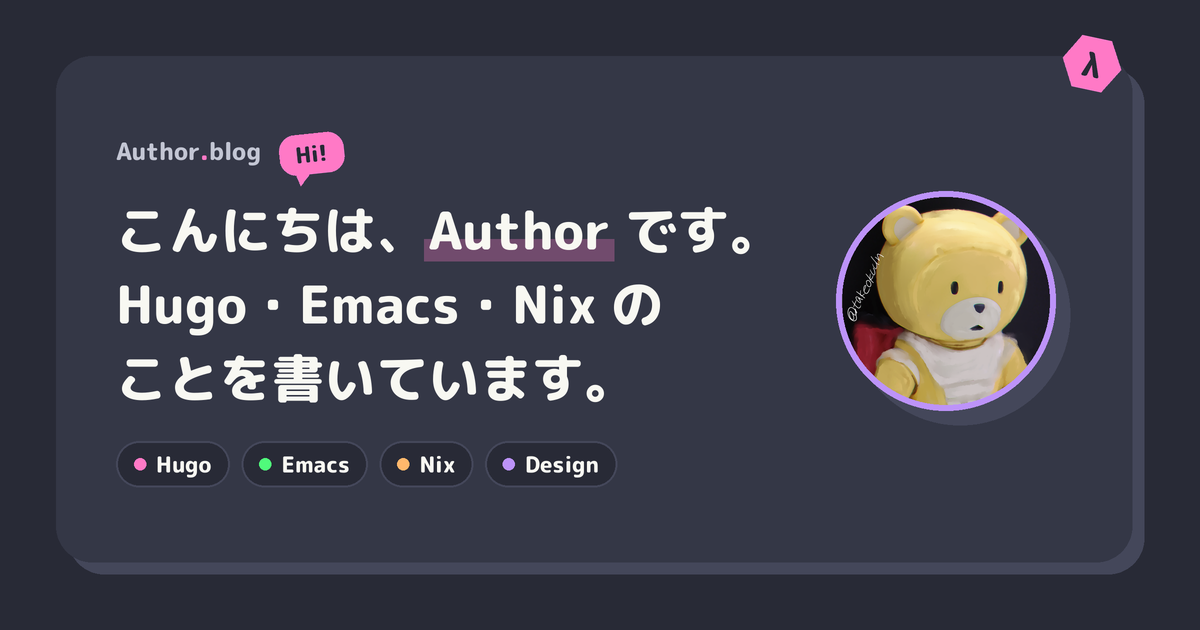 λ
Author.blog
Hi!
こんにちは、Author です。
Hugo・Emacs・Nix の
ことを書いています。
Hugo
Emacs
Nix
Design
@takeokunn